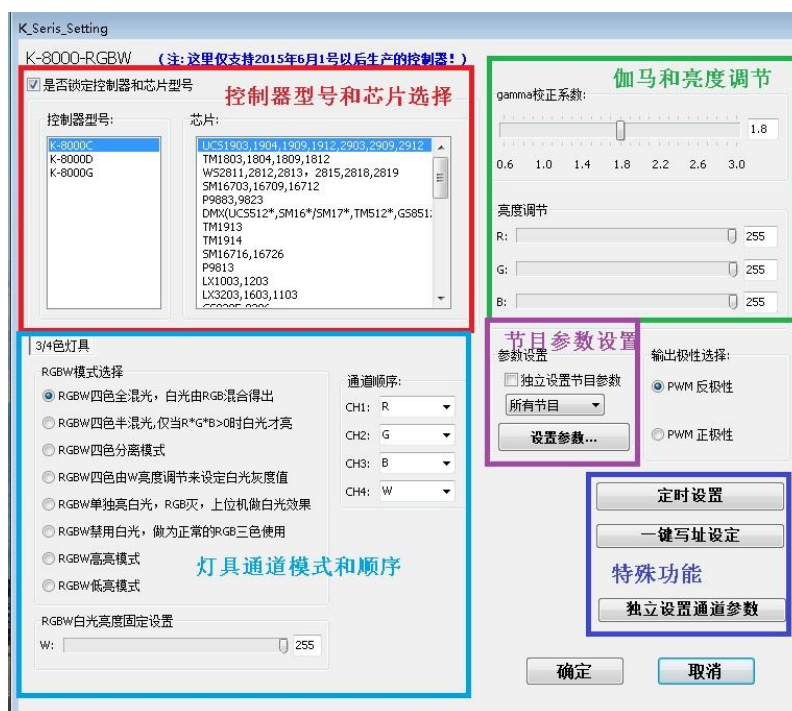 K_Seris_Setting
K-8000-RGBW (注:这里仅支持2015年6月1号以后生产的控制器!)
是否锁定控制器和芯片型号
控制器型号和芯片选择
控制器型号:
K-8000C
K-8000D
K-8000G
芯片:
UCS1903,1904,1909,1912,2903,2909,2912
TM1803,1804,1809,1812
WS2811,2812,2813,2815,2818,2819
SM16703,16709,16712
P9883,9823
DMX(UCS512*,SM16*/SM17*,TM512*,GS851:
TM1913
TM1914
SM16716,16726
P9813
LX1003,1203
LX3203,1603,1103
伽马和亮度调节
gamma校正系数:
1.8
0.6 1.0 1.4 1.8 2.2 2.6 3.0
亮度调节
R: 255
G: 255
B: 255
3/4色灯具
RGBW模式选择
RGBW四色全混光，白光由RGB混合得出
RGBW四色半混光,仅当R*G*B>0时白光才亮
RGBW四色分离模式
RGBW四色由W亮度调节来设定白光灰度值
RGBW单独亮白光，RGB灭，上位机做白光效果
RGBW禁用白光，做为正常的RGB三色使用
RGBW高亮模式
RGBW低亮模式
通道顺序:
CH1: R
CH2: G
CH3: B
CH4: W
灯具通道模式和顺序
RGBW白光亮度固定设置
W: 255
节目参数设置
参数设置
独立设置节目参数
所有节目
设置参数...
输出极性选择:
PWM 反极性
PWM 正极性
定时设置
一键写址设定
特殊功能
独立设置通道参数
确定
取消